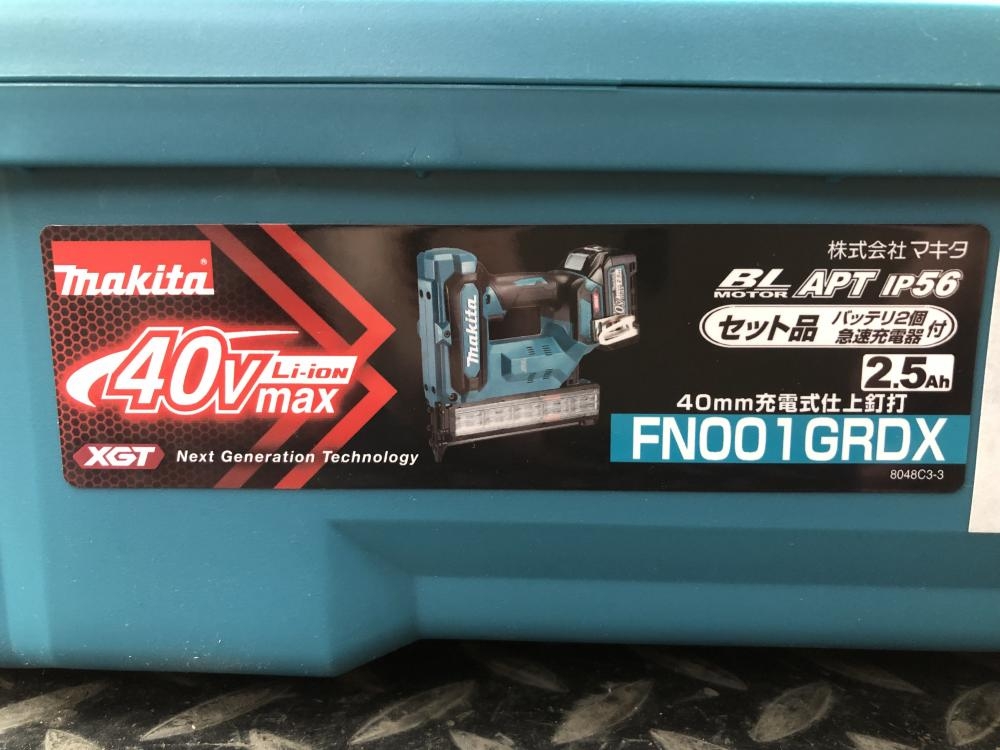 makita®
40Vmax Li-ion
XGT Next Generation Technology
makita
株式会社 マキタ
BL MOTOR APT IP56
セット品 バッテリ2個 急速充電器 付
2.5Ah
40mm充電式仕上釘打
FN001GRDX
8048C3-3